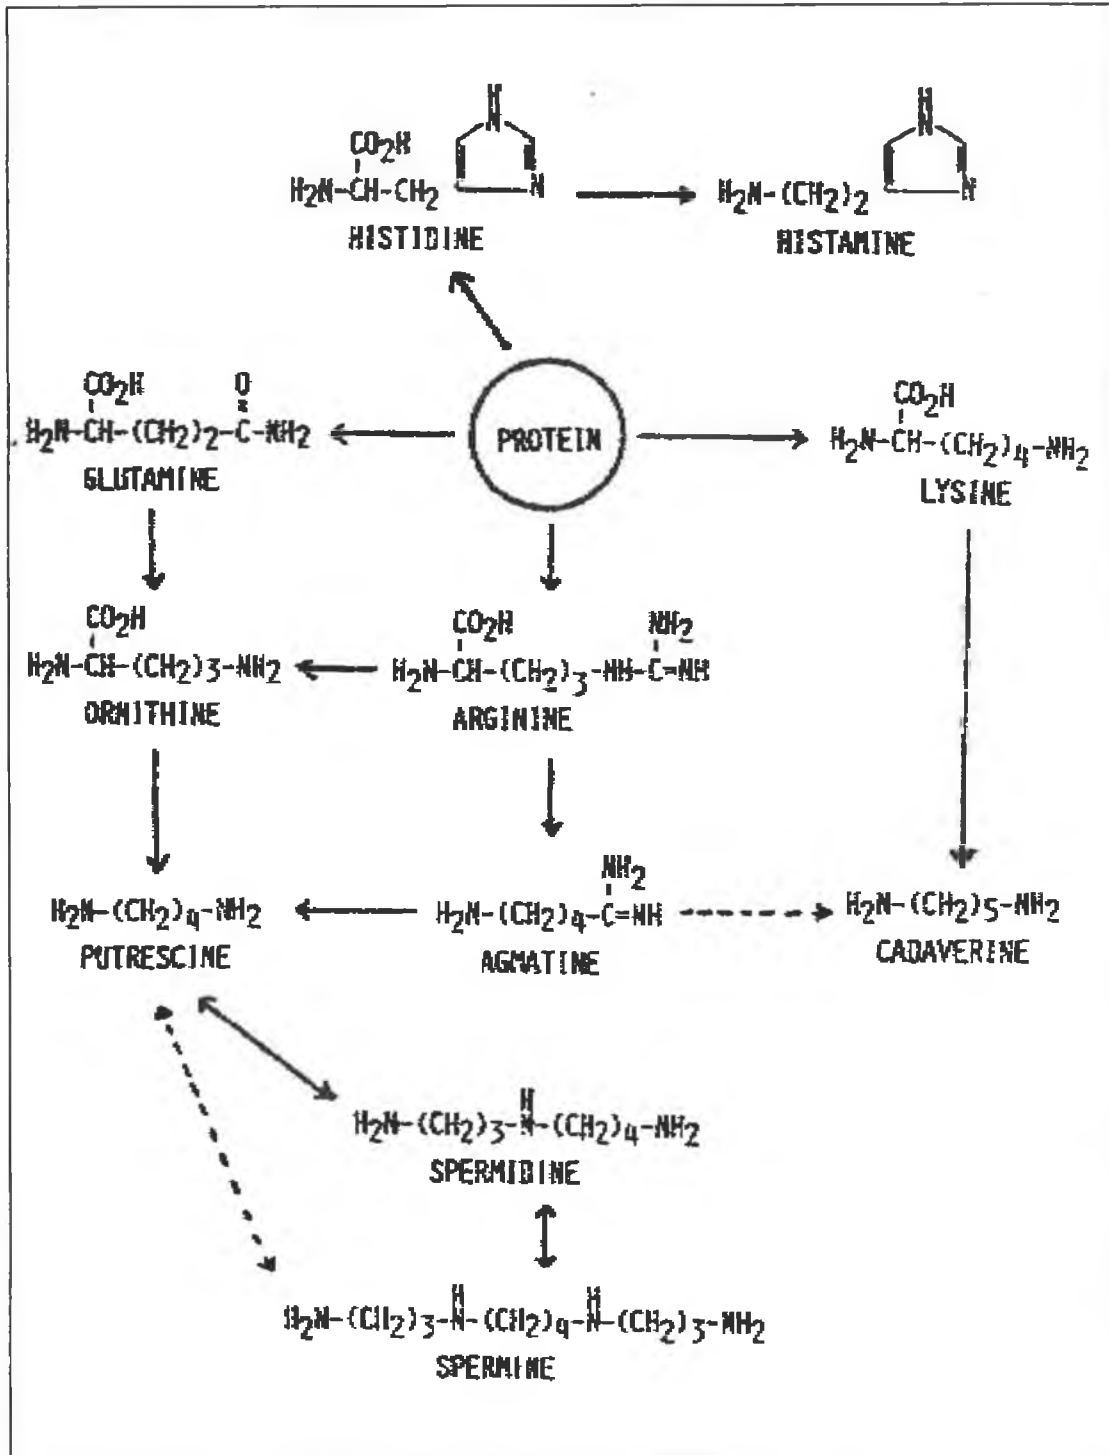 CO2H
H
N
H2N-CH-CH2
N
HISTIDINE
H
N
H2N-(CH2)2
N
HISTAMINE
CO2H O
H2N-CH-(CH2)2-C-NH2
GLUTAMINE
PROTEIN
CO2H
H2N-CH-(CH2)4-NH2
LYSINE
CO2H
H2N-CH-(CH2)3-NH2
ORNITHINE
CO2H NH2
H2N-CH-(CH2)3-NH-C=NH
ARGININE
H2N-(CH2)4-NH2
PUTRESCINE
NH2
H2N-(CH2)4-C=NH
AGMATINE
H2N-(CH2)5-NH2
CADAVERINE
H
H2N-(CH2)3-N-(CH2)4-NH2
SPERMIDINE
H H
H2N-(CH2)3-N-(CH2)4-N-(CH2)3-NH2
SPERMINE